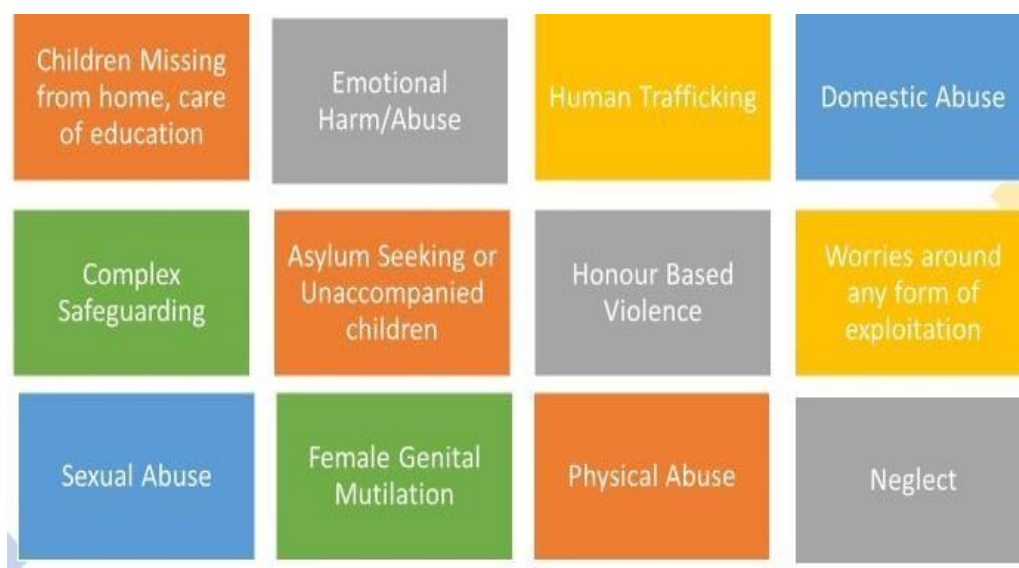 Children Missing
from home, care
of education
Emotional
Harm/Abuse
Human Trafficking
Domestic Abuse
Complex
Safeguarding
Asylum Seeking or
Unaccompanied
children
Honour Based
Violence
Worries around
any form of
exploitation
Sexual Abuse
Female Genital
Mutilation
Physical Abuse
Neglect